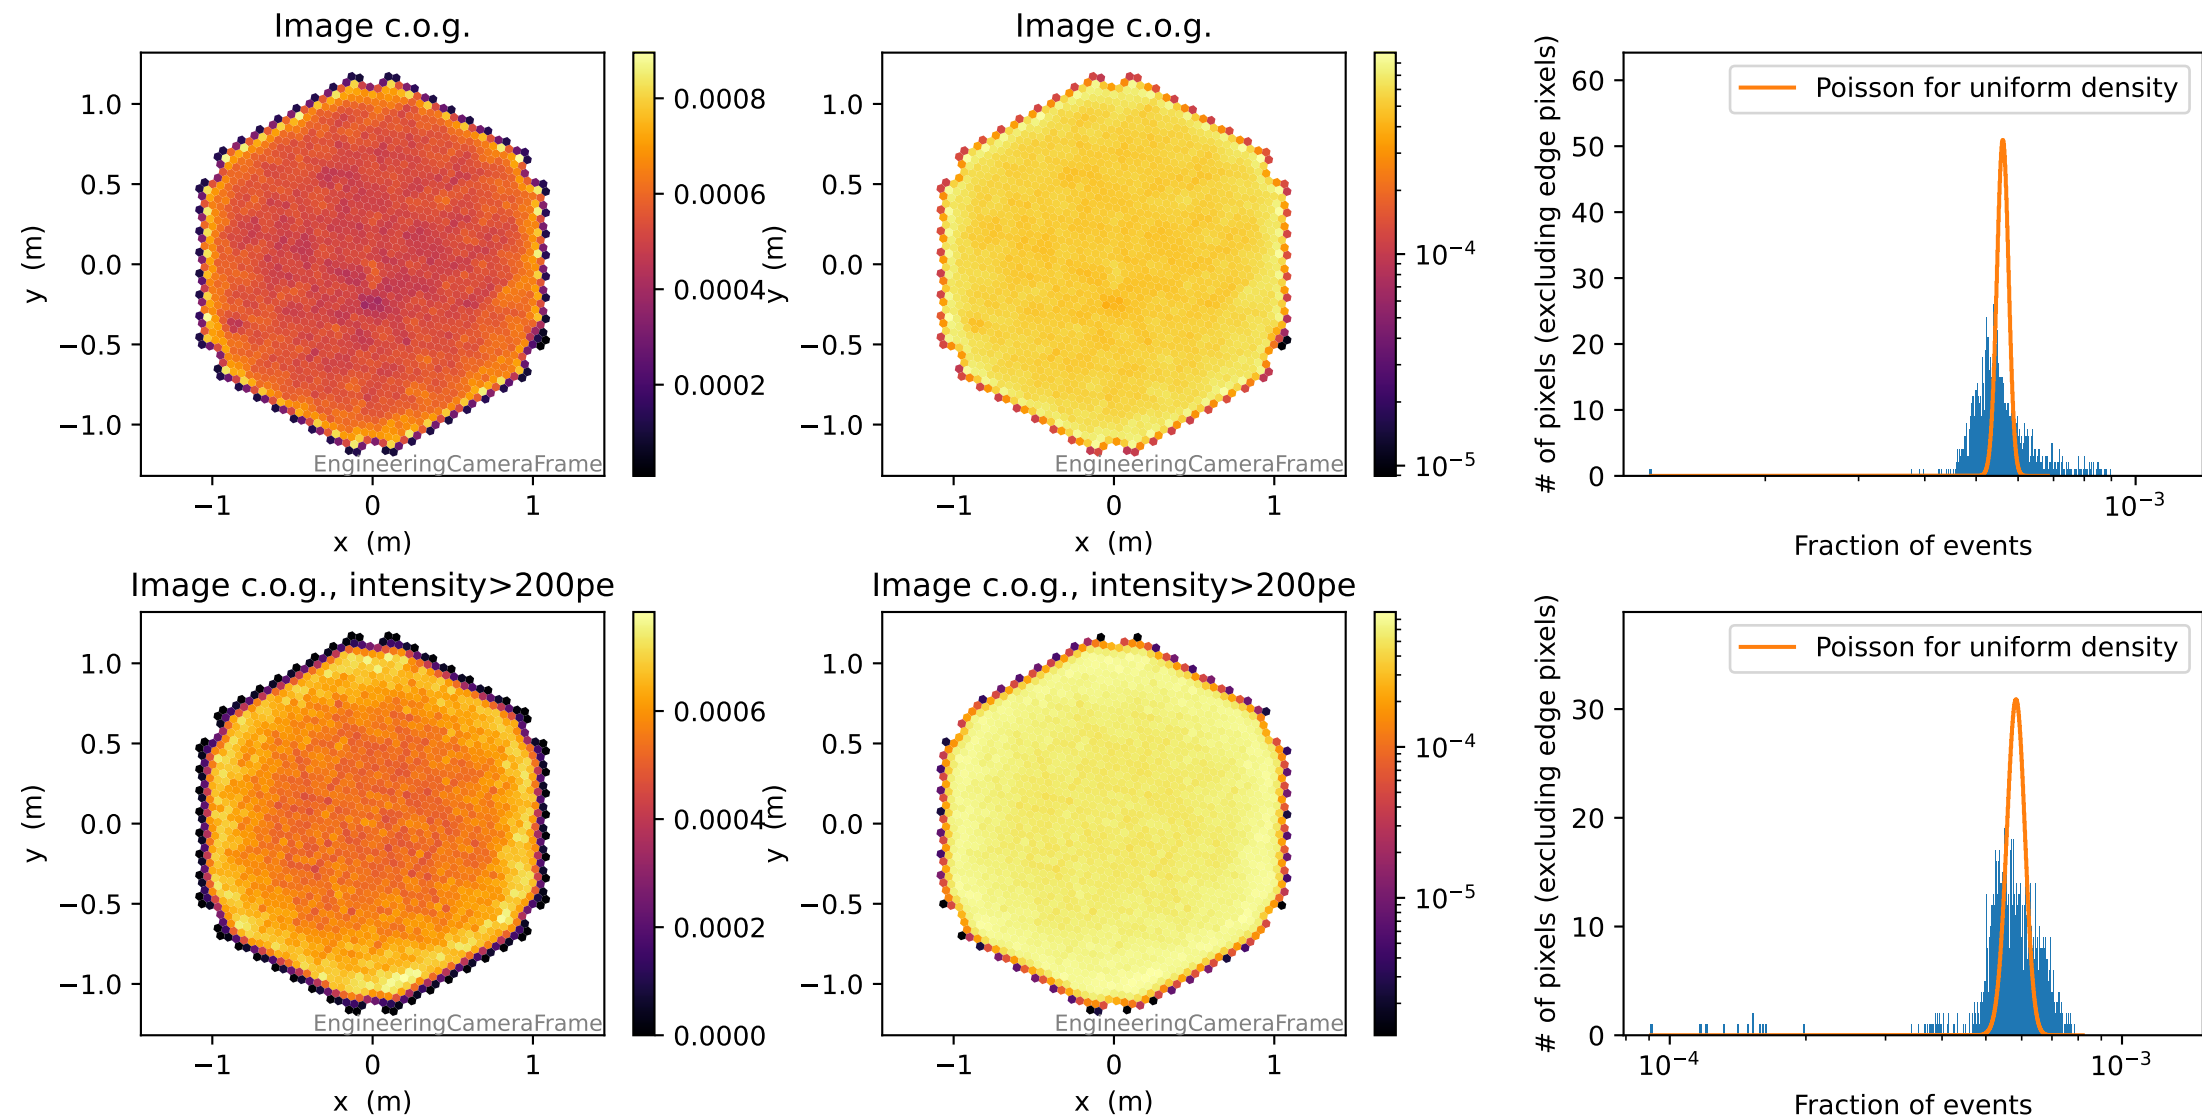 Image c.o.g.
1.0
0.5
0.0
−0.5
−1.0
y (m)
−1
0
1
x (m)
EngineeringCameraFrame
0.0008
0.0006
0.0004
0.0002
Image c.o.g.
1.0
0.5
0.0
−0.5
−1.0
y (m)
−1
0
1
x (m)
EngineeringCameraFrame
10⁻⁴
10⁻⁵
# of pixels (excluding edge pixels)
60
50
40
30
20
10
0
Poisson for uniform density
10⁻³
Fraction of events
Image c.o.g., intensity>200pe
1.0
0.5
0.0
−0.5
−1.0
y (m)
−1
0
1
x (m)
EngineeringCameraFrame
0.0006
0.0004
0.0002
0.0000
Image c.o.g., intensity>200pe
1.0
0.5
0.0
−0.5
−1.0
y (m)
−1
0
1
x (m)
EngineeringCameraFrame
10⁻⁴
10⁻⁵
# of pixels (excluding edge pixels)
30
20
10
0
Poisson for uniform density
10⁻⁴
10⁻³
Fraction of events